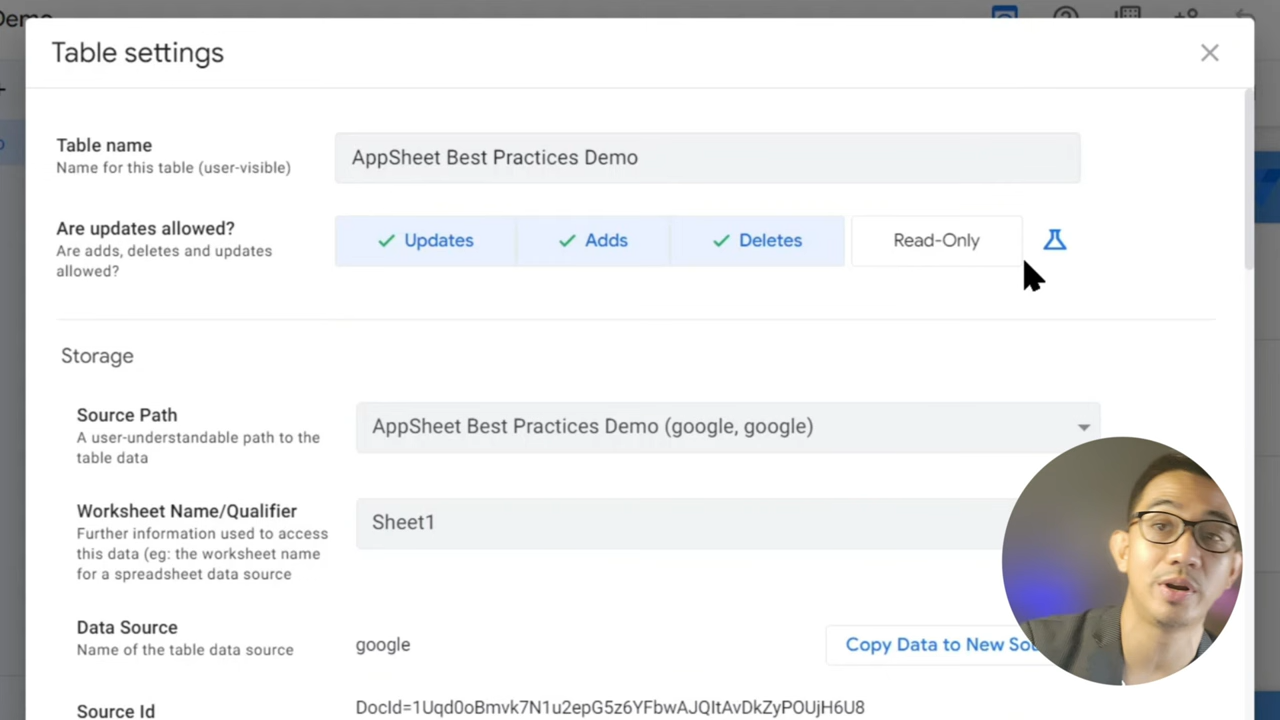 Demo
Table settings
Table name
Name for this table (user-visible)
AppSheet Best Practices Demo
Are updates allowed?
Are adds, deletes and updates
allowed?
Updates
Adds
Deletes
Read-Only
Storage
Source Path
A user-understandable path to the
table data
AppSheet Best Practices Demo (google, google)
Worksheet Name/Qualifier
Further information used to access
this data (eg: the worksheet name
for a spreadsheet data source
Sheet1
Data Source
Name of the table data source
google
Copy Data to New
Source Id
DocId=1Uqd0oBmvk7N1u2epG5z6YFbwAJQItAvDkZyPOUjH6U8